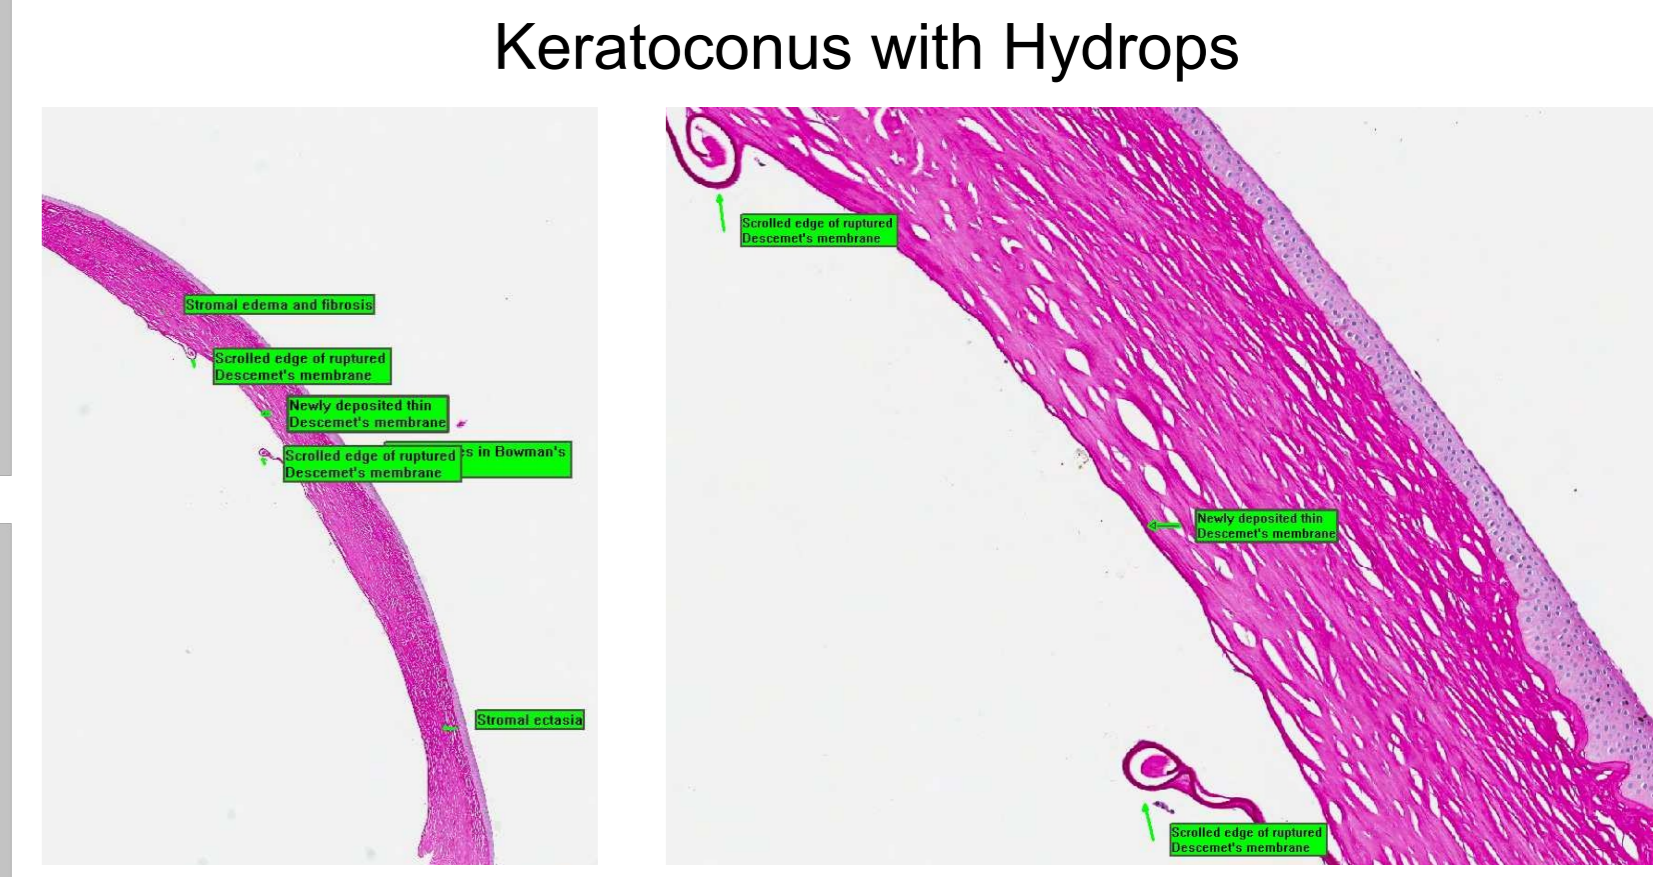 Keratoconus with Hydrops
Stromal edema and fibrosis
Scrolled edge of ruptured
Descemet's membrane
Newly deposited thin
Descemet's membrane
in Bowman's
Scrolled edge of ruptured
Descemet's membrane
Stromal ectasia
Scrolled edge of ruptured
Descemet's membrane
Newly deposited thin
Descemet's membrane
Scrolled edge of ruptured
Descemet's membrane